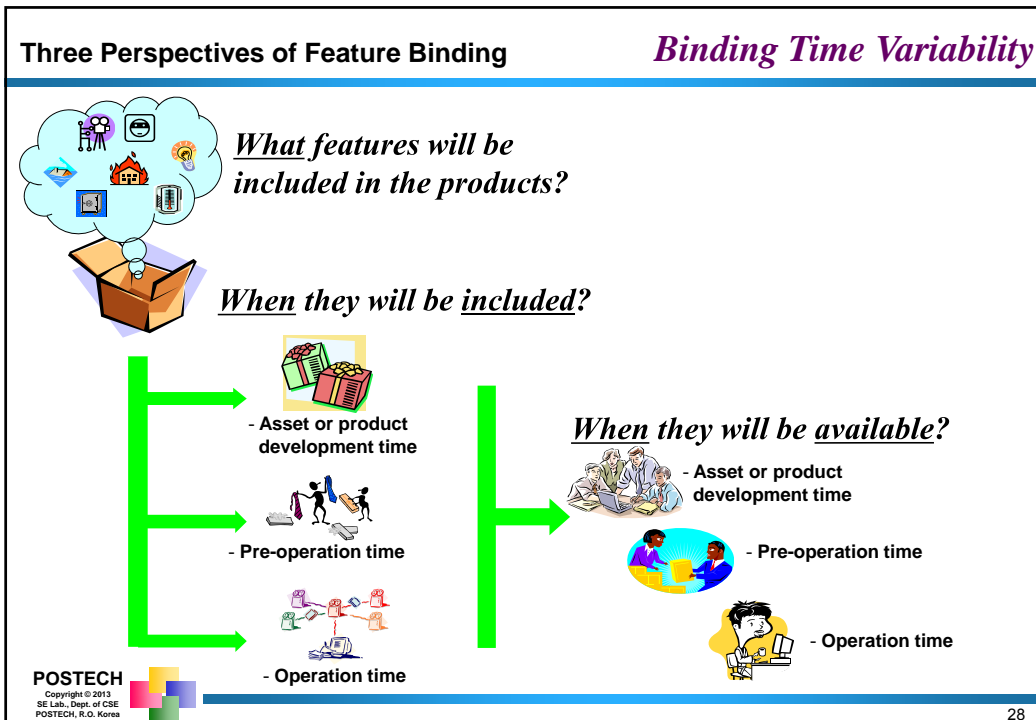 Three Perspectives of Feature Binding
Binding Time Variability
What features will be
included in the products?
When they will be included?
- Asset or product
development time
- Pre-operation time
- Operation time
When they will be available?
- Asset or product
development time
- Pre-operation time
- Operation time
POSTECH
Copyright © 2013
SE Lab., Dept. of CSE
POSTECH, R.O. Korea
28